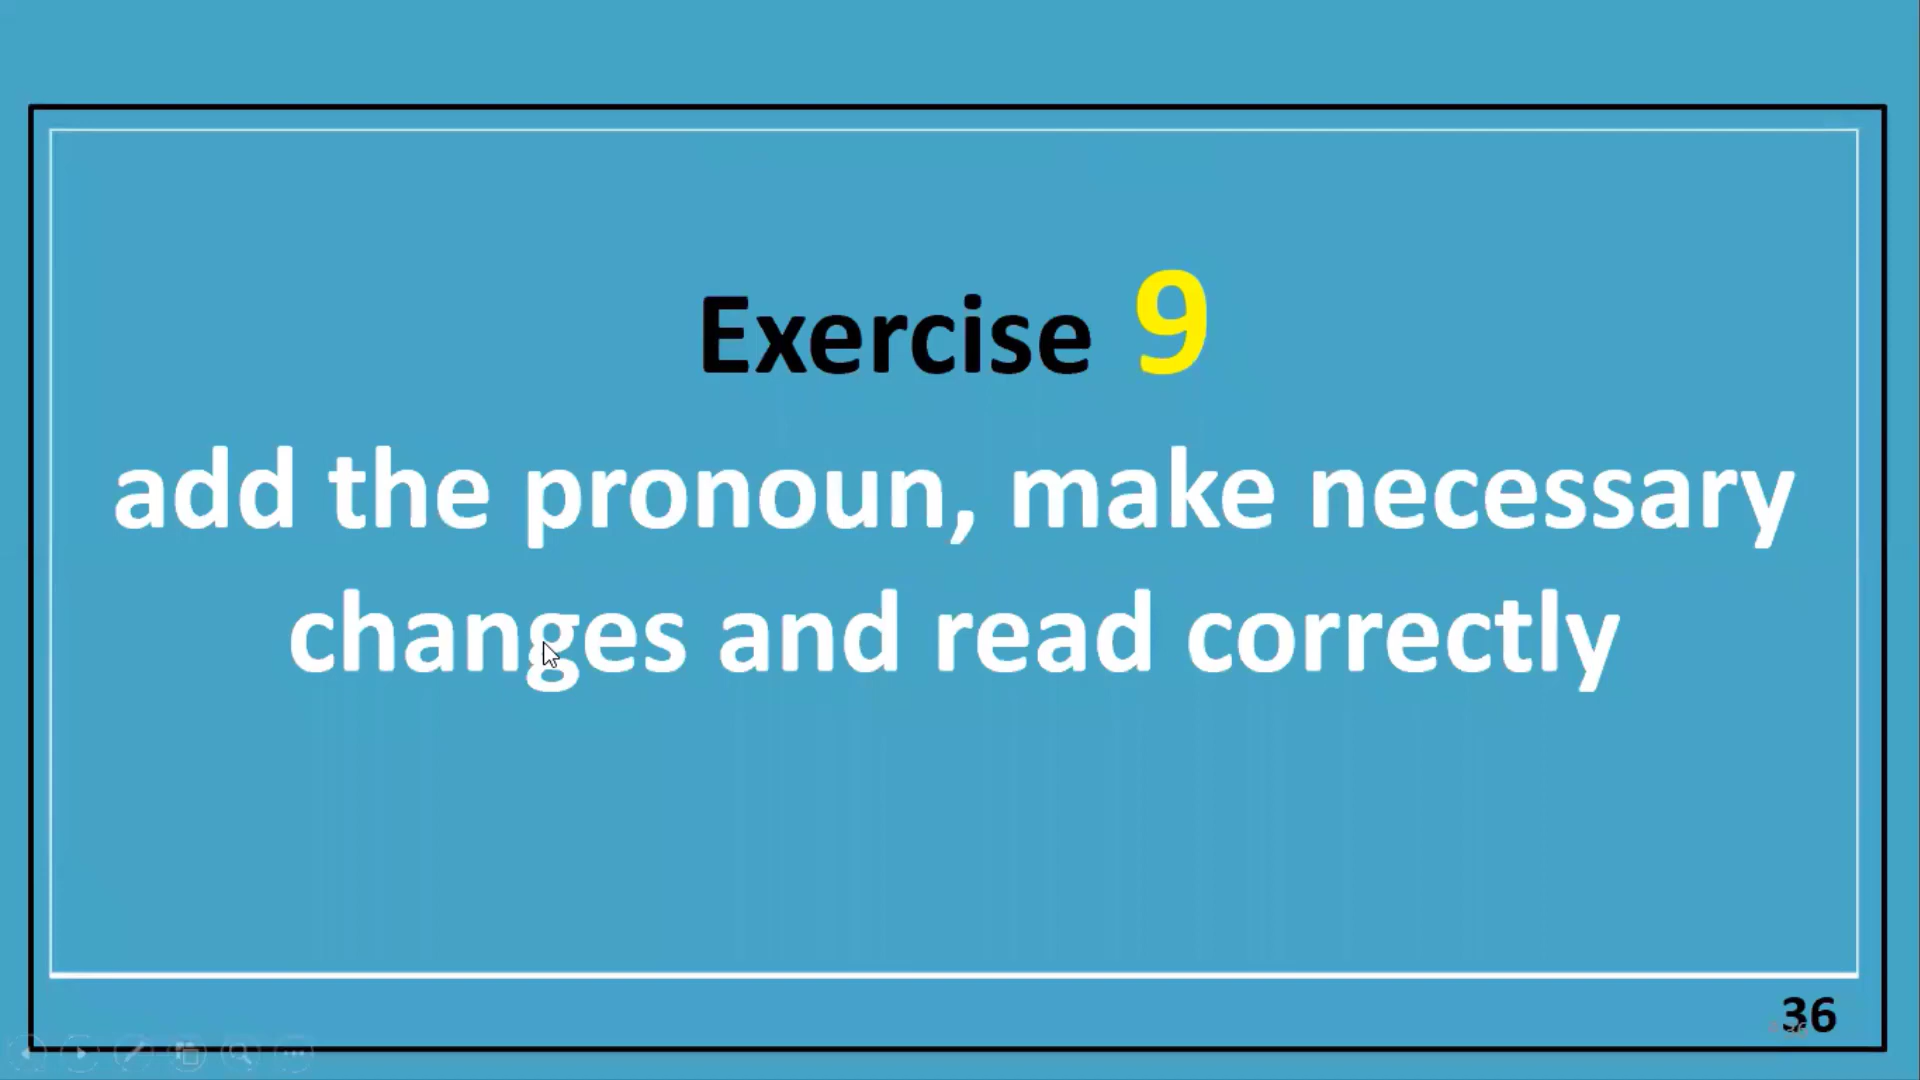 Exercise 9
add the pronoun, make necessary
changes and read correctly
36